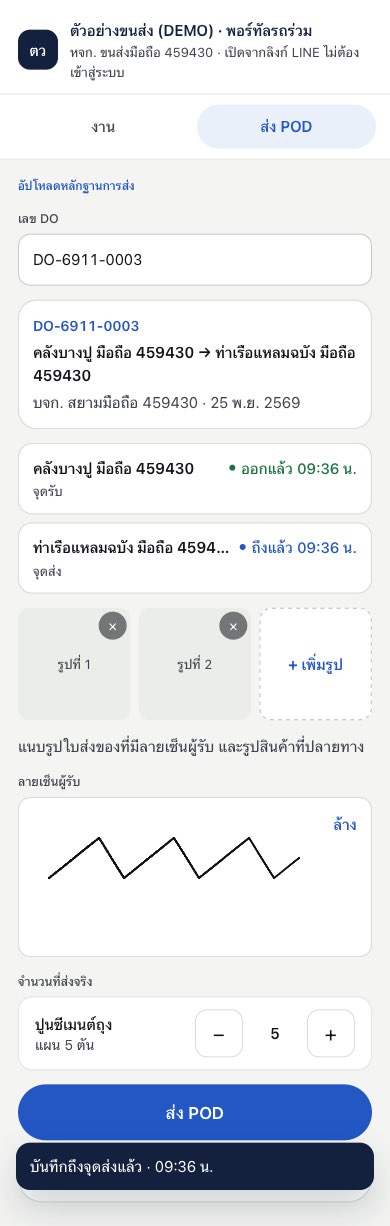 ตว
ตัวอย่างขนส่ง (DEMO) · พอร์ทัลรถร่วม
หจก. ขนส่งมือถือ 459430 · เปิดจากลิงก์ LINE ไม่ต้อง
เข้าสู่ระบบ
งาน
ส่ง POD
อัปโหลดหลักฐานการส่ง
เลข DO
DO-6911-0003
DO-6911-0003
คลังบางปู มือถือ 459430 → ท่าเรือแหลมฉบัง มือถือ
459430
บจก. สยามมือถือ 459430 · 25 พ.ย. 2569
คลังบางปู มือถือ 459430
• ออกแล้ว 09:36 น.
จุดรับ
ท่าเรือแหลมฉบัง มือถือ 4594...
• ถึงแล้ว 09:36 น.
จุดส่ง
×
×
รูปที่ 1
รูปที่ 2
+ เพิ่มรูป
แนบรูปใบส่งของที่มีลายเซ็นผู้รับ และรูปสินค้าที่ปลายทาง
ลายเซ็นผู้รับ
ล้าง
จำนวนที่ส่งจริง
ปูนซีเมนต์ถุง
แผน 5 ตัน
−
5
+
ส่ง POD
บันทึกถึงจุดส่งแล้ว · 09:36 น.